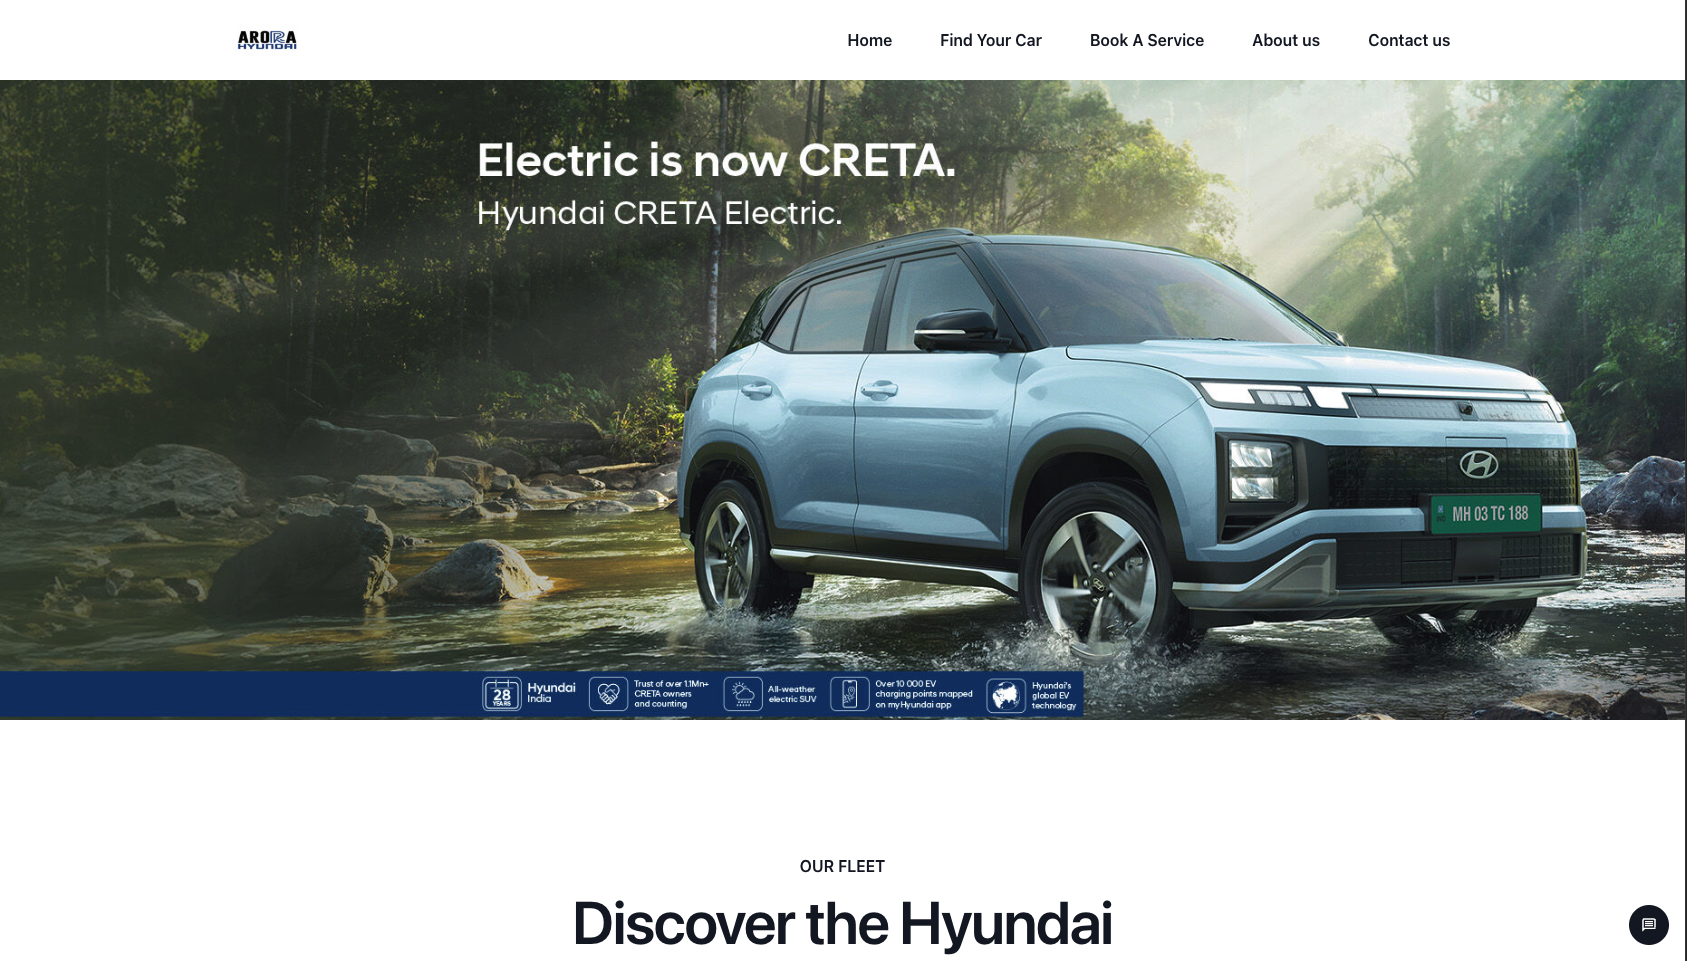 ARORA
HYUNDAI
Home
Find Your Car
Book A Service
About us
Contact us
Electric is now CRETA.
Hyundai CRETA Electric.
MH 03 TC 188
28
YEARS
Hyundai
India
Trust of over 1.1Mn+
CRETA owners
and counting
All-weather
electric SUV
Over 10 000 EV
charging points mapped
on myHyundai app
Hyundai's
global EV
technology
OUR FLEET
Discover the Hyundai